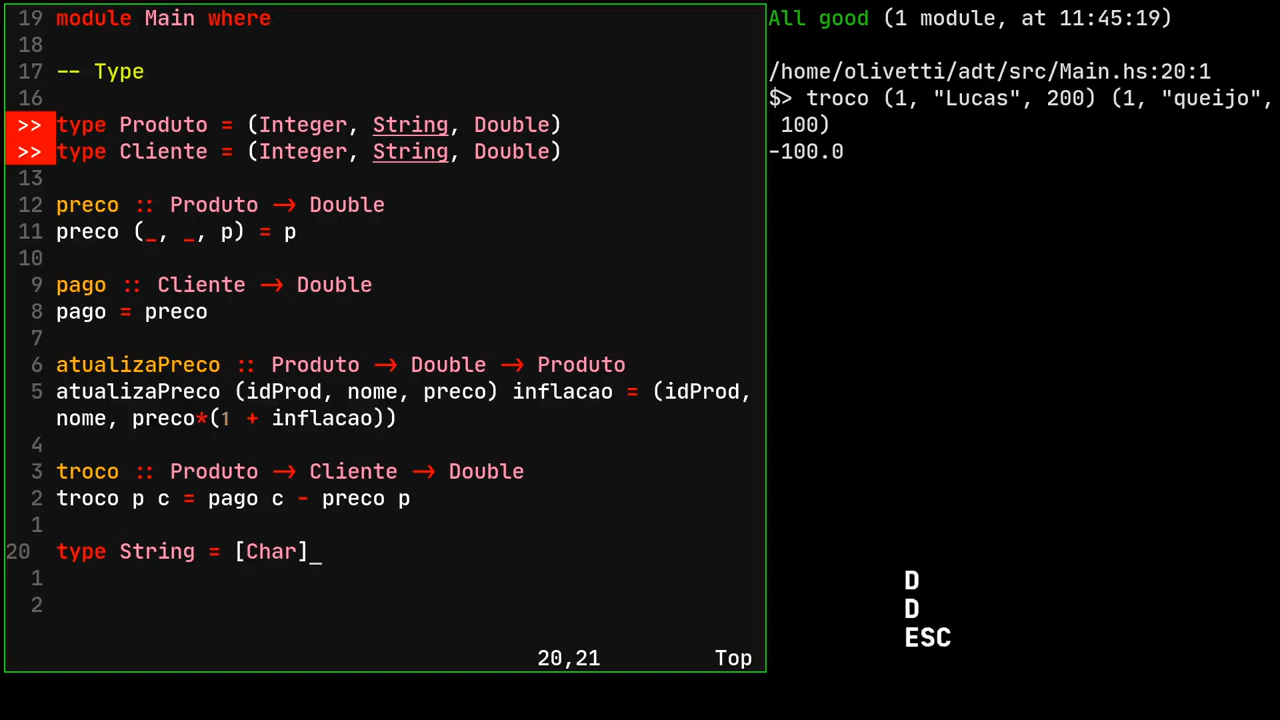 19 module Main where
18
17 -- Type
16
>> type Produto = (Integer, String, Double)
>> type Cliente = (Integer, String, Double)
13
12 preco :: Produto → Double
11 preco (_, _, p) = p
10
9 pago :: Cliente → Double
8 pago = preco
7
6 atualizaPreco :: Produto → Double → Produto
5 atualizaPreco (idProd, nome, preco) inflacao = (idProd,
nome, preco*(1 + inflacao))
4
3 troco :: Produto → Cliente → Double
2 troco p c = pago c - preco p
1
20 type String = [Char]_
1
2
20,21 Top
All good (1 module, at 11:45:19)
/home/olivetti/adt/src/Main.hs:20:1
$> troco (1, "Lucas", 200) (1, "queijo",
100)
-100.0
D
D
ESC